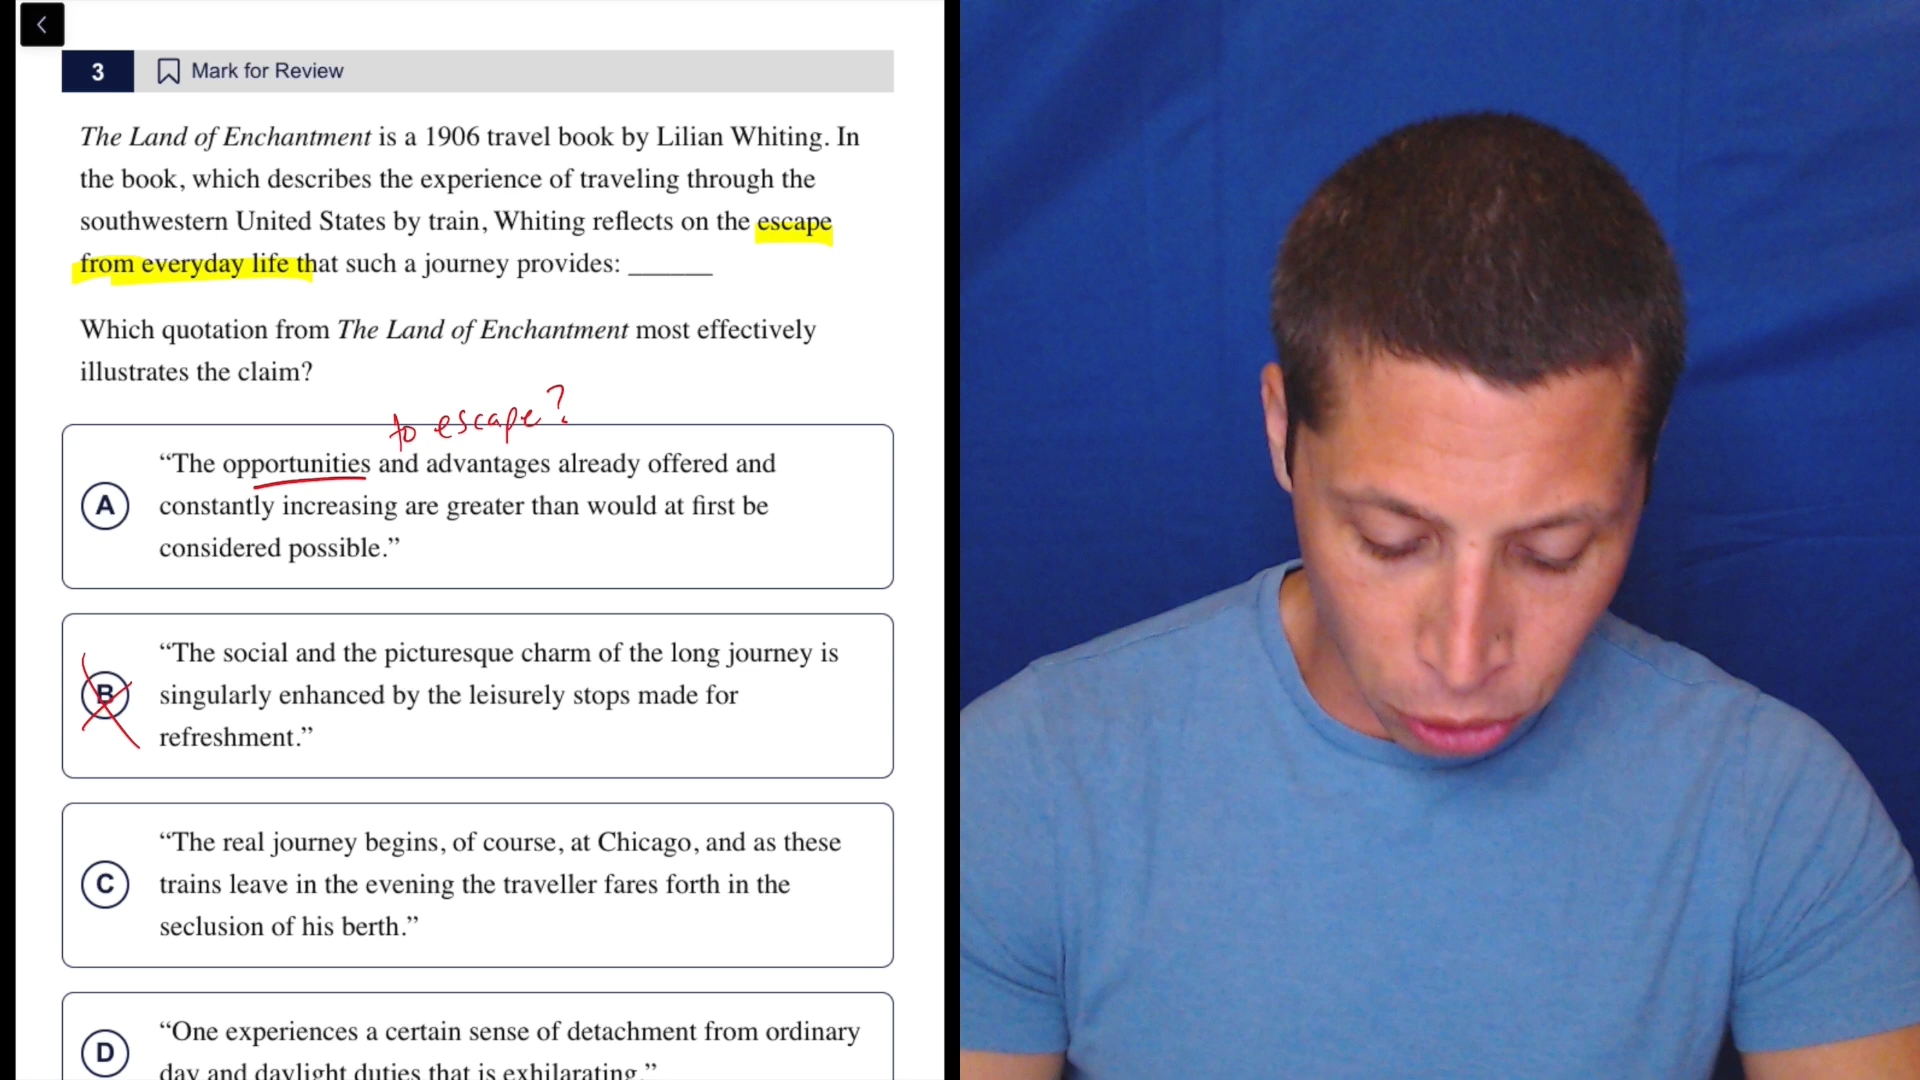 3 Mark for Review
The Land of Enchantment is a 1906 travel book by Lilian Whiting. In
the book, which describes the experience of traveling through the
southwestern United States by train, Whiting reflects on the escape
from everyday life that such a journey provides: ______
Which quotation from The Land of Enchantment most effectively
illustrates the claim?
to escape?
“The opportunities and advantages already offered and
A constantly increasing are greater than would at first be
considered possible.”
“The social and the picturesque charm of the long journey is
B singularly enhanced by the leisurely stops made for
refreshment.”
“The real journey begins, of course, at Chicago, and as these
C trains leave in the evening the traveller fares forth in the
seclusion of his berth.”
“One experiences a certain sense of detachment from ordinary
D
day and daylight duties that is exhilarating.”